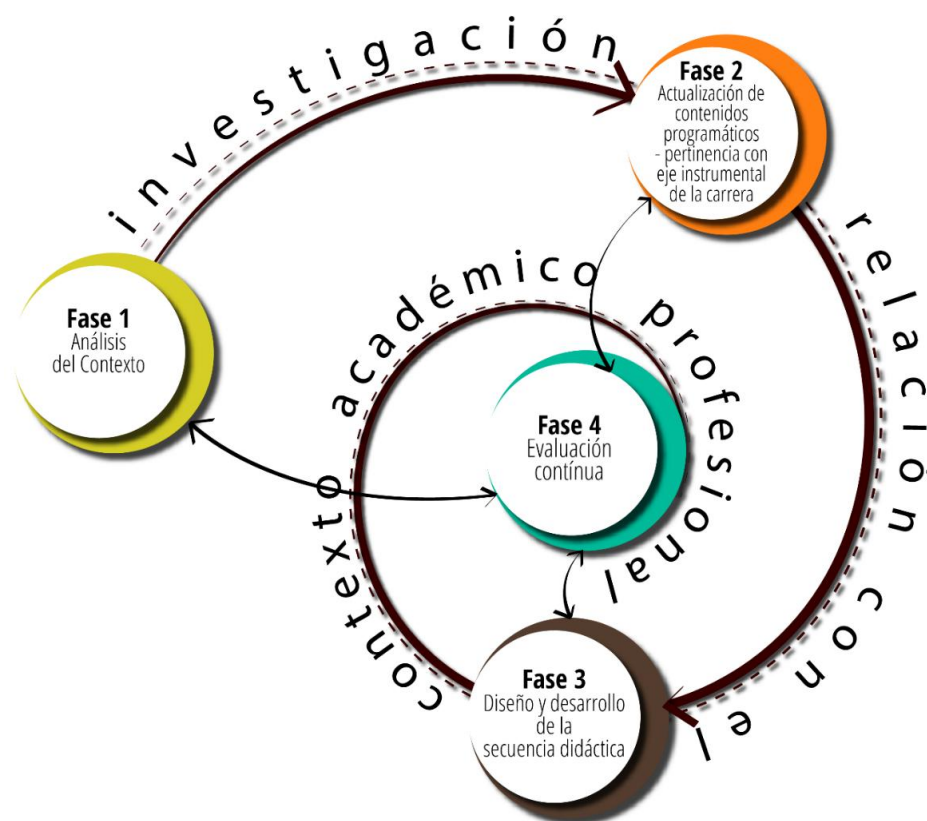 investigación
Fase 1
Análisis
del Contexto
Fase 2
Actualización de
contenidos
programáticos
- pertinencia con
eje instrumental
de la carrera
relación con el
Fase 3
Diseño y desarrollo
de la
secuencia didáctica
contexto académico profesional
Fase 4
Evaluación
contínua